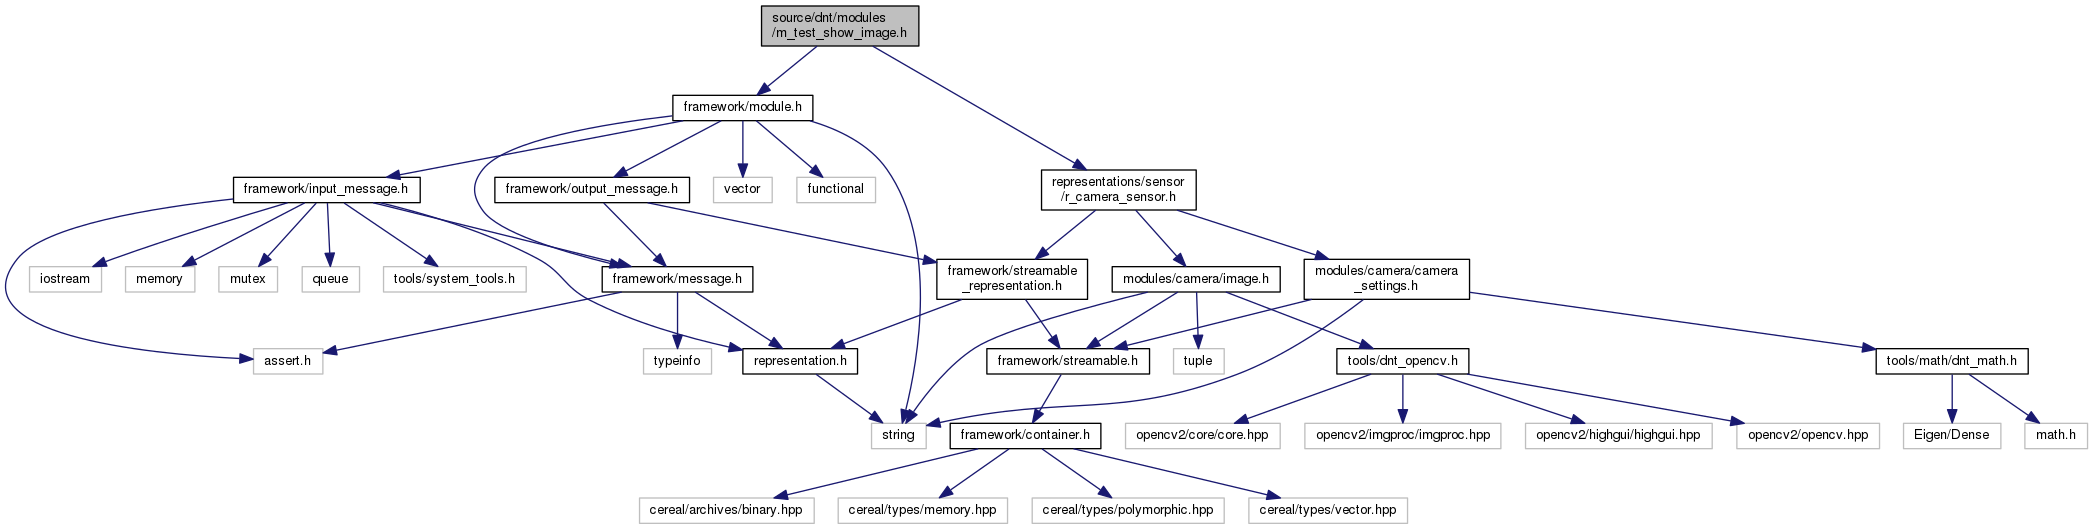 source/dnt/modules
/m_test_show_image.h
framework/module.h
framework/input_message.h
framework/output_message.h
vector
functional
representations/sensor
/r_camera_sensor.h
iostream
memory
mutex
queue
tools/system_tools.h
framework/message.h
framework/streamable
_representation.h
modules/camera/image.h
modules/camera/camera
_settings.h
assert.h
typeinfo
representation.h
framework/streamable.h
tuple
tools/dnt_opencv.h
tools/math/dnt_math.h
string
framework/container.h
opencv2/core/core.hpp
opencv2/imgproc/imgproc.hpp
opencv2/highgui/highgui.hpp
opencv2/opencv.hpp
Eigen/Dense
math.h
cereal/archives/binary.hpp
cereal/types/memory.hpp
cereal/types/polymorphic.hpp
cereal/types/vector.hpp